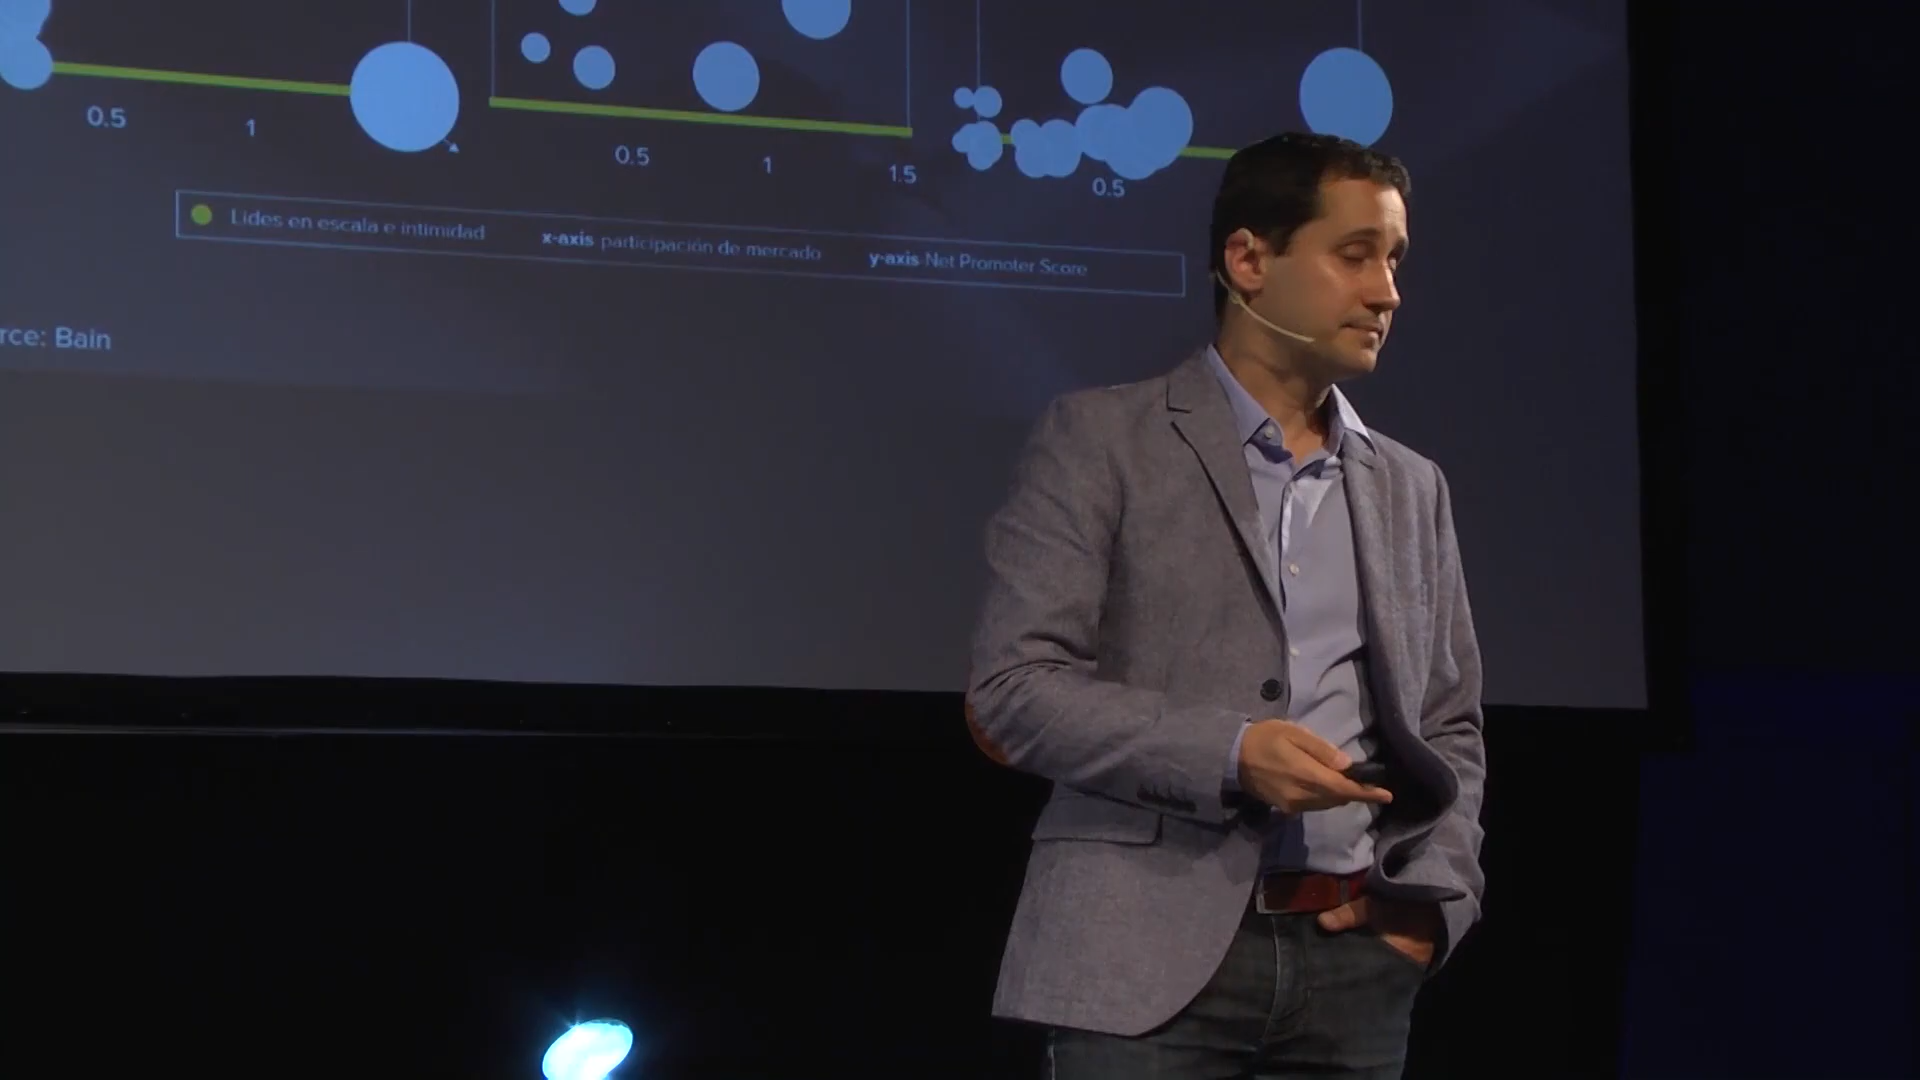 0.5 1
0.5 1 1.5
0.5
Lides en escala e intimidad x-axis participación de mercado y-axis Net Promoter Score
rce: Bain